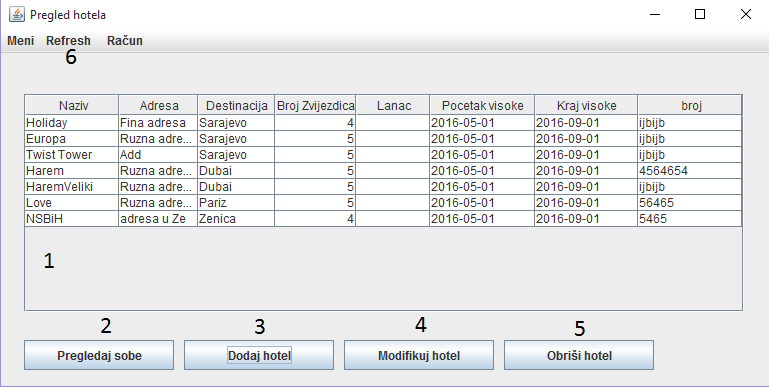 Pregled hotela
Meni Refresh Račun
6
Naziv Adresa Destinacija Broj Zvijezdica Lanac Pocetak visoke Kraj visoke broj
Holiday Fina adresa Sarajevo 4 2016-05-01 2016-09-01 ijbijb
Europa Ruzna adre... Sarajevo 5 2016-05-01 2016-09-01 ijbijb
Twist Tower Add Sarajevo 5 2016-05-01 2016-09-01 ijbijb
Harem Ruzna adre... Dubai 5 2016-05-01 2016-09-01 4564654
HaremVeliki Ruzna adre... Dubai 5 2016-05-01 2016-09-01 ijbijb
Love Ruzna adre... Pariz 5 2016-05-01 2016-09-01 56465
NSBiH adresa u Ze Zenica 4 2016-05-01 2016-09-01 5465
1
2 3 4 5
Pregledaj sobe Dodaj hotel Modifikuj hotel Obriši hotel